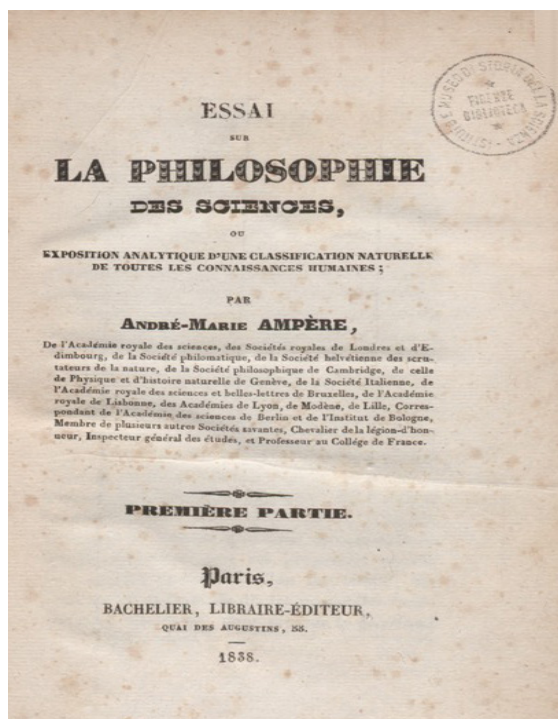 ESSAI
SUR
LA PHILOSOPHIE
DES SCIENCES,
OU
EXPOSITION ANALYTIQUE D'UNE CLASSIFICATION NATURELLE
DE TOUTES LES CONNAISSANCES HUMAINES ;
PAR
ANDRÉ-MARIE AMPÈRE,
De l'Académie royale des sciences, des Sociétés royales de Londres et d'E-
dimbourg, de la Société philomatique, de la Société helvétienne des scru-
tateurs de la nature, de la Société philosophique de Cambridge, de celle
de Physique et d'histoire naturelle de Genève, de la Société Italienne, de
l'Académie royale des sciences et belles-lettres de Bruxelles, de l'Académie
royale de Lisbonne, des Académies de Lyon, de Modène, de Lille, Corres-
pondant de l'Académie des sciences de Berlin et de l'Institut de Bologne,
Membre de plusieurs autres Sociétés savantes, Chevalier de la légion-d'hon-
neur, Inspecteur général des études, et Professeur au Collége de France.
PREMIÈRE PARTIE.
Paris,
BACHELIER, LIBRAIRE-ÉDITEUR,
QUAI DES AUGUSTINS, 55.
1838.
ISTITUTO E MUSEO DI STORIA DELLA SCIENZA
FIRENZE
BIBLIOTECA